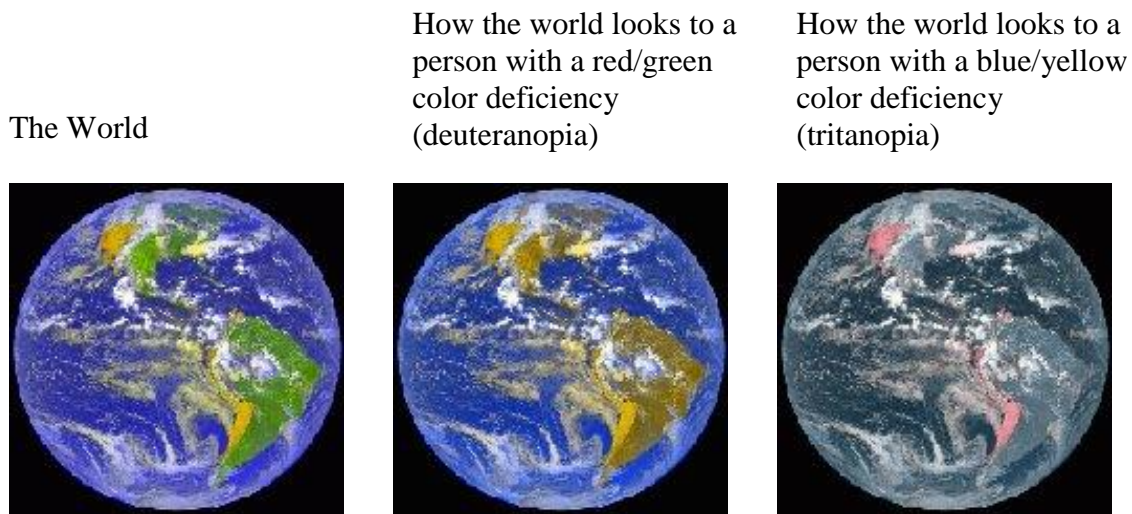 The World
How the world looks to a
person with a red/green
color deficiency
(deuteranopia)
How the world looks to a
person with a blue/yellow
color deficiency
(tritanopia)